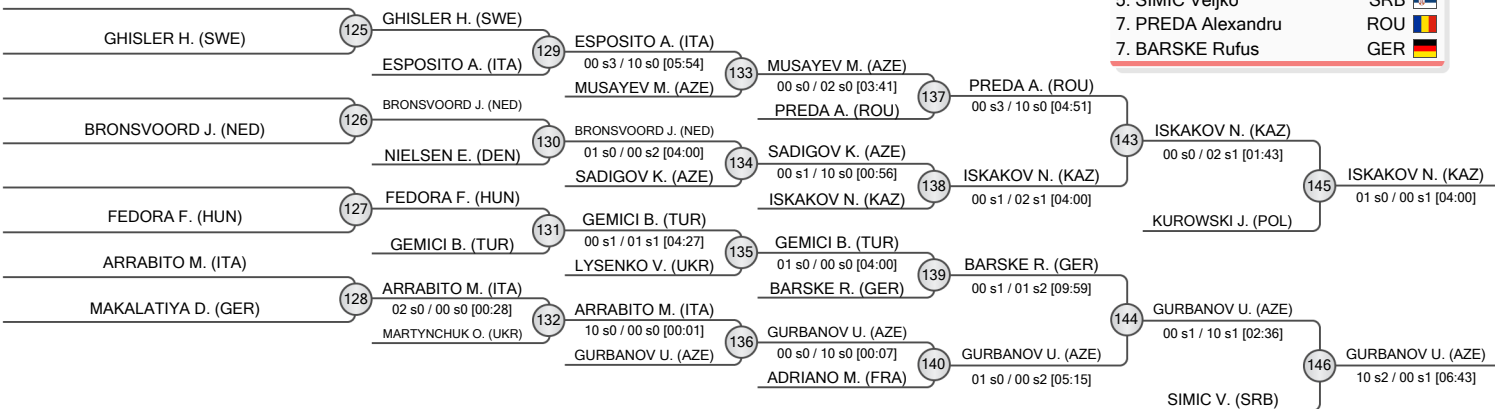 5. SIMIC Veljko SRB
7. PREDA Alexandru ROU
7. BARSKE Rufus GER
GHISLER H. (SWE)
125
GHISLER H. (SWE)
ESPOSITO A. (ITA)
129
ESPOSITO A. (ITA)
00 s3 / 10 s0 [05:54]
MUSAYEV M. (AZE)
133
MUSAYEV M. (AZE)
00 s0 / 02 s0 [03:41]
PREDA A. (ROU)
137
PREDA A. (ROU)
00 s3 / 10 s0 [04:51]
BRONSVOORD J. (NED)
126
BRONSVOORD J. (NED)
NIELSEN E. (DEN)
130
BRONSVOORD J. (NED)
01 s0 / 00 s2 [04:00]
SADIGOV K. (AZE)
134
SADIGOV K. (AZE)
00 s1 / 10 s0 [00:56]
ISKAKOV N. (KAZ)
138
ISKAKOV N. (KAZ)
00 s1 / 02 s1 [04:00]
143
ISKAKOV N. (KAZ)
00 s0 / 02 s1 [01:43]
KUROWSKI J. (POL)
145
ISKAKOV N. (KAZ)
01 s0 / 00 s1 [04:00]
FEDORA F. (HUN)
127
FEDORA F. (HUN)
GEMICI B. (TUR)
131
GEMICI B. (TUR)
00 s1 / 01 s1 [04:27]
LYSENKO V. (UKR)
135
GEMICI B. (TUR)
01 s0 / 00 s0 [04:00]
BARSKE R. (GER)
139
BARSKE R. (GER)
00 s1 / 01 s2 [09:59]
ARRABITO M. (ITA)
MAKALATIYA D. (GER)
128
ARRABITO M. (ITA)
02 s0 / 00 s0 [00:28]
MARTYNCHUK O. (UKR)
132
ARRABITO M. (ITA)
10 s0 / 00 s0 [00:01]
GURBANOV U. (AZE)
136
GURBANOV U. (AZE)
00 s0 / 10 s0 [00:07]
ADRIANO M. (FRA)
140
GURBANOV U. (AZE)
01 s0 / 00 s2 [05:15]
144
GURBANOV U. (AZE)
00 s1 / 10 s1 [02:36]
SIMIC V. (SRB)
146
GURBANOV U. (AZE)
10 s2 / 00 s1 [06:43]